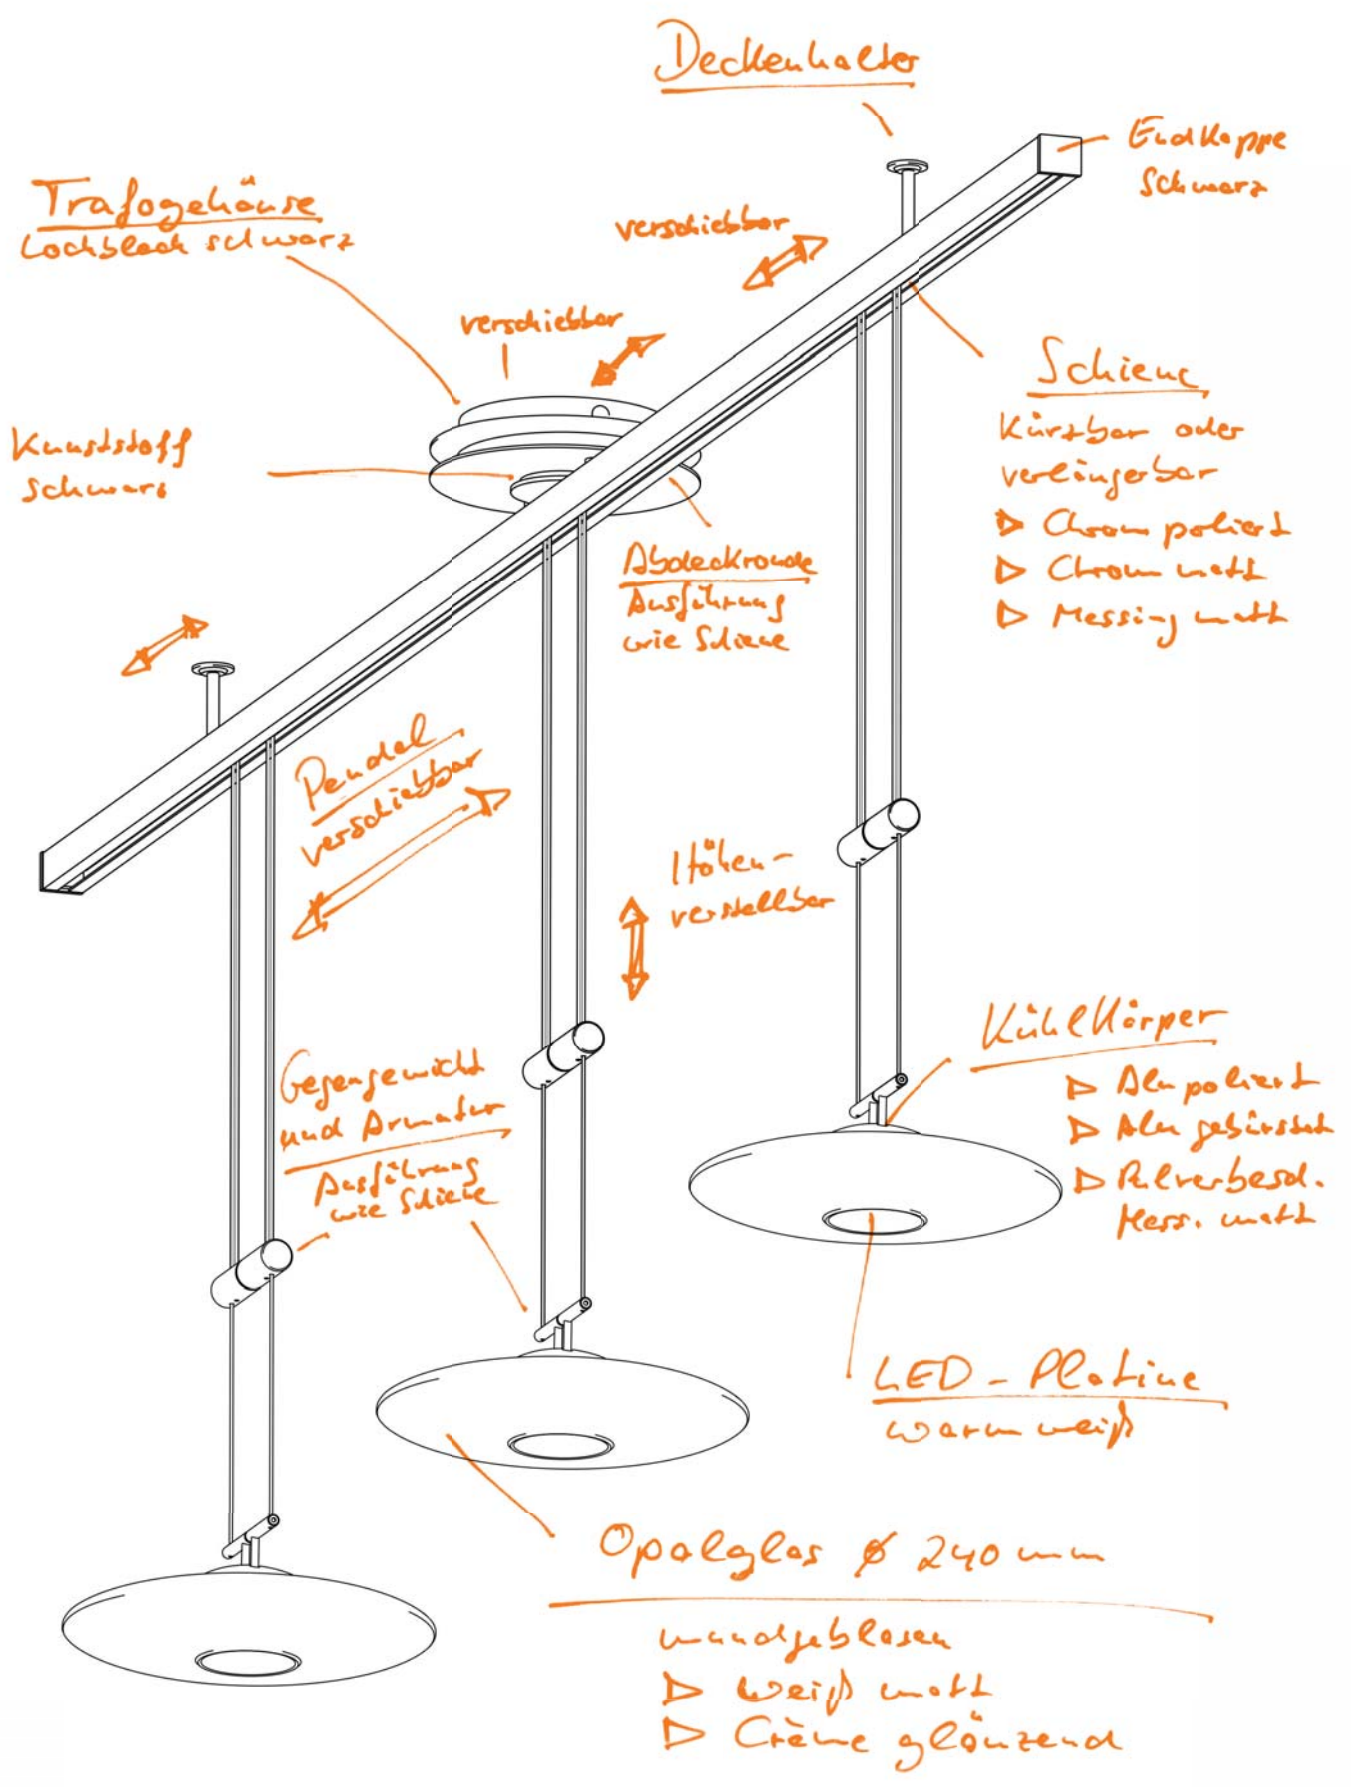 Deckenhalter
Endkappe
Schwarz
Trafogehäuse
Lochblech schwarz
verschiebbar
verschiebbar
Schiene
Kürzbar oder
verlängerbar
Chrom poliert
Chrom matt
Messing matt
Kunststoff
schwarz
Abdeckronde
Ausführung
wie Schiene
Pendel
verschiebbar
Höhen-
verstellbar
Kühlkörper
Alu poliert
Alu gebürstet
Pulverbesch.
Mess. matt
Gegengewicht
und Armatur
Ausführung
wie Schiene
LED-Platine
warmweiß
Opalglas ø 240 mm
mundgeblasen
Weiß matt
Crème glänzend